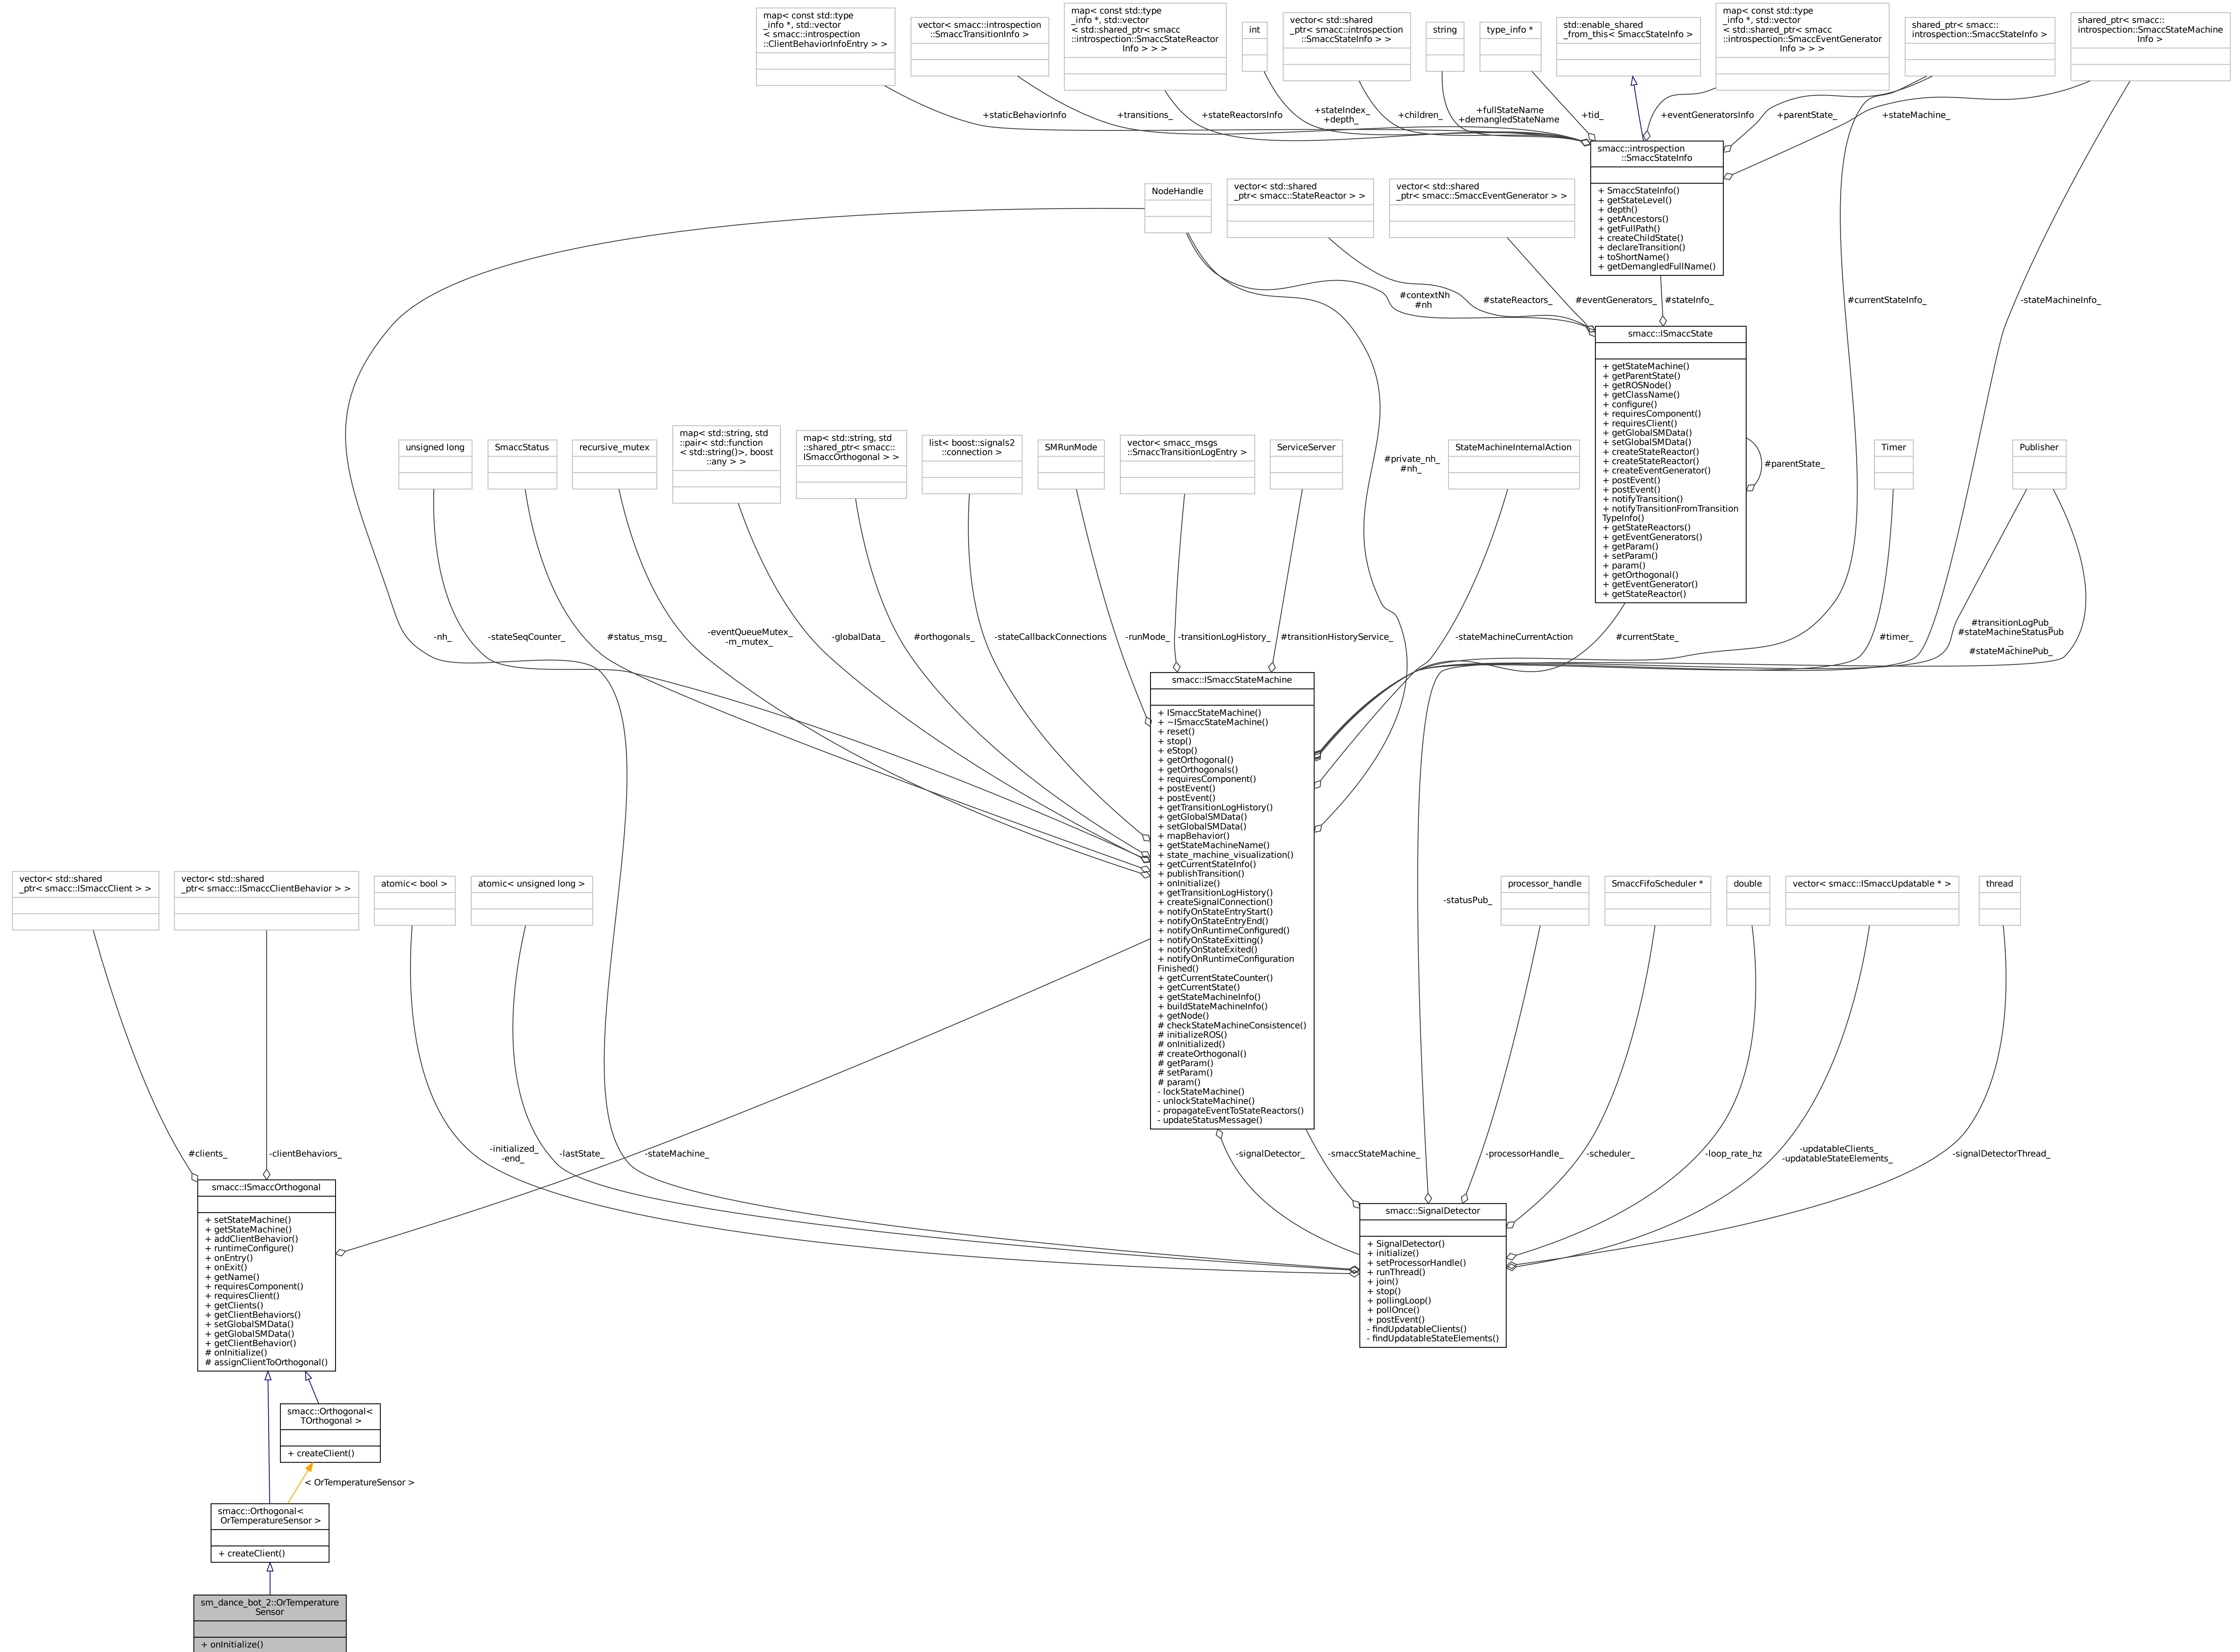 map< const std::type
_info *, std::vector
< smacc::introspection
::ClientBehaviorInfoEntry > >
vector< smacc::introspection
::SmaccTransitionInfo >
map< const std::type
_info *, std::vector
< std::shared_ptr< smacc
::introspection::SmaccStateReactor
Info > > >
int
vector< std::shared
_ptr< smacc::introspection
::SmaccStateInfo > >
string
type_info *
std::enable_shared
_from_this< SmaccStateInfo >
map< const std::type
_info *, std::vector
< std::shared_ptr< smacc
::introspection::SmaccEventGenerator
Info > > >
shared_ptr< smacc::
introspection::SmaccStateInfo >
shared_ptr< smacc::
introspection::SmaccStateMachine
Info >
+staticBehaviorInfo
+transitions_
+stateReactorsInfo
+stateIndex_
+depth_
+children_
+fullStateName
+demangledStateName
+tid_
+eventGeneratorsInfo
+parentState_
+stateMachine_
smacc::introspection
::SmaccStateInfo
+ SmaccStateInfo()
+ getStateLevel()
+ depth()
+ getAncestors()
+ getFullPath()
+ createChildState()
+ declareTransition()
+ toShortName()
+ getDemangledFullName()
NodeHandle
vector< std::shared
_ptr< smacc::StateReactor > >
vector< std::shared
_ptr< smacc::SmaccEventGenerator > >
#contextNh
#nh
#stateReactors_
#eventGenerators_
#stateInfo_
#currentStateInfo_
-stateMachineInfo_
smacc::ISmaccState
+ getStateMachine()
+ getParentState()
+ getROSNode()
+ getClassName()
+ configure()
+ requiresComponent()
+ requiresClient()
+ getGlobalSMData()
+ setGlobalSMData()
+ createStateReactor()
+ createStateReactor()
+ createEventGenerator()
+ postEvent()
+ postEvent()
+ notifyTransition()
+ notifyTransitionFromTransition
TypeInfo()
+ getStateReactors()
+ getEventGenerators()
+ getParam()
+ setParam()
+ param()
+ getOrthogonal()
+ getEventGenerator()
+ getStateReactor()
#parentState_
unsigned long
SmaccStatus
recursive_mutex
map< std::string, std
::pair< std::function
< std::string()>, boost
::any > >
map< std::string, std
::shared_ptr< smacc::
ISmaccOrthogonal > >
list< boost::signals2
::connection >
SMRunMode
vector< smacc_msgs
::SmaccTransitionLogEntry >
ServiceServer
#private_nh_
#nh_
StateMachineInternalAction
Timer
Publisher
-nh_
-stateSeqCounter_
#status_msg_
-eventQueueMutex_
-m_mutex_
-globalData_
#orthogonals_
-stateCallbackConnections
-runMode_
-transitionLogHistory_
#transitionHistoryService_
-stateMachineCurrentAction
#currentState_
#timer_
#transitionLogPub_
#stateMachineStatusPub
_
#stateMachinePub_
smacc::ISmaccStateMachine
+ ISmaccStateMachine()
+ ~ISmaccStateMachine()
+ reset()
+ stop()
+ eStop()
+ getOrthogonal()
+ getOrthogonals()
+ requiresComponent()
+ postEvent()
+ postEvent()
+ getTransitionLogHistory()
+ getGlobalSMData()
+ setGlobalSMData()
+ mapBehavior()
+ getStateMachineName()
+ state_machine_visualization()
+ getCurrentStateInfo()
+ publishTransition()
+ onInitialize()
+ getTransitionLogHistory()
+ createSignalConnection()
+ notifyOnStateEntryStart()
+ notifyOnStateEntryEnd()
+ notifyOnRuntimeConfigured()
+ notifyOnStateExitting()
+ notifyOnStateExited()
+ notifyOnRuntimeConfiguration
Finished()
+ getCurrentStateCounter()
+ getCurrentState()
+ getStateMachineInfo()
+ buildStateMachineInfo()
+ getNode()
# checkStateMachineConsistence()
# initializeROS()
# onInitialized()
# createOrthogonal()
# getParam()
# setParam()
# param()
- lockStateMachine()
- unlockStateMachine()
- propagateEventToStateReactors()
- updateStatusMessage()
vector< std::shared
_ptr< smacc::ISmaccClient > >
vector< std::shared
_ptr< smacc::ISmaccClientBehavior > >
atomic< bool >
atomic< unsigned long >
-statusPub_
processor_handle
SmaccFifoScheduler *
double
vector< smacc::ISmaccUpdatable * >
thread
#clients_
-clientBehaviors_
-initialized_
-end_
-lastState_
-stateMachine_
-signalDetector_
-smaccStateMachine_
-processorHandle_
-scheduler_
-loop_rate_hz
-updatableClients_
-updatableStateElements_
-signalDetectorThread_
smacc::ISmaccOrthogonal
+ setStateMachine()
+ getStateMachine()
+ addClientBehavior()
+ runtimeConfigure()
+ onEntry()
+ onExit()
+ getName()
+ requiresComponent()
+ requiresClient()
+ getClients()
+ getClientBehaviors()
+ setGlobalSMData()
+ getGlobalSMData()
+ getClientBehavior()
# onInitialize()
# assignClientToOrthogonal()
smacc::SignalDetector
+ SignalDetector()
+ initialize()
+ setProcessorHandle()
+ runThread()
+ join()
+ stop()
+ pollingLoop()
+ pollOnce()
+ postEvent()
- findUpdatableClients()
- findUpdatableStateElements()
smacc::Orthogonal<
TOrthogonal >
+ createClient()
< OrTemperatureSensor >
smacc::Orthogonal<
OrTemperatureSensor >
+ createClient()
sm_dance_bot_2::OrTemperature
Sensor
+ onInitialize()